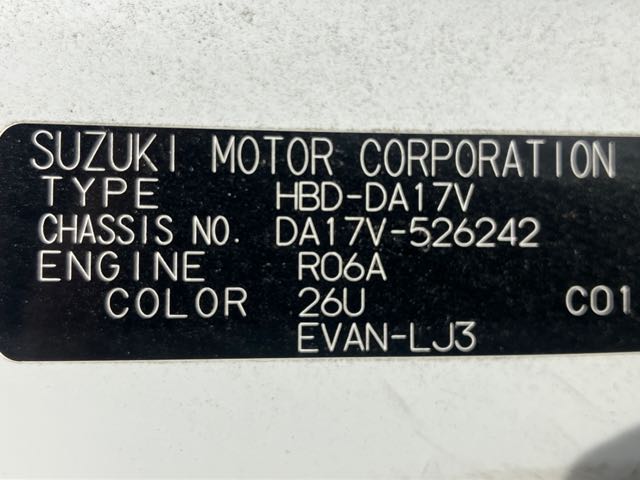 SUZUKI MOTOR CORPORATION
TYPE HBD-DA17V
CHASSIS NO. DA17V-526242
ENGINE R06A
COLOR 26U C01
EVAN-LJ3